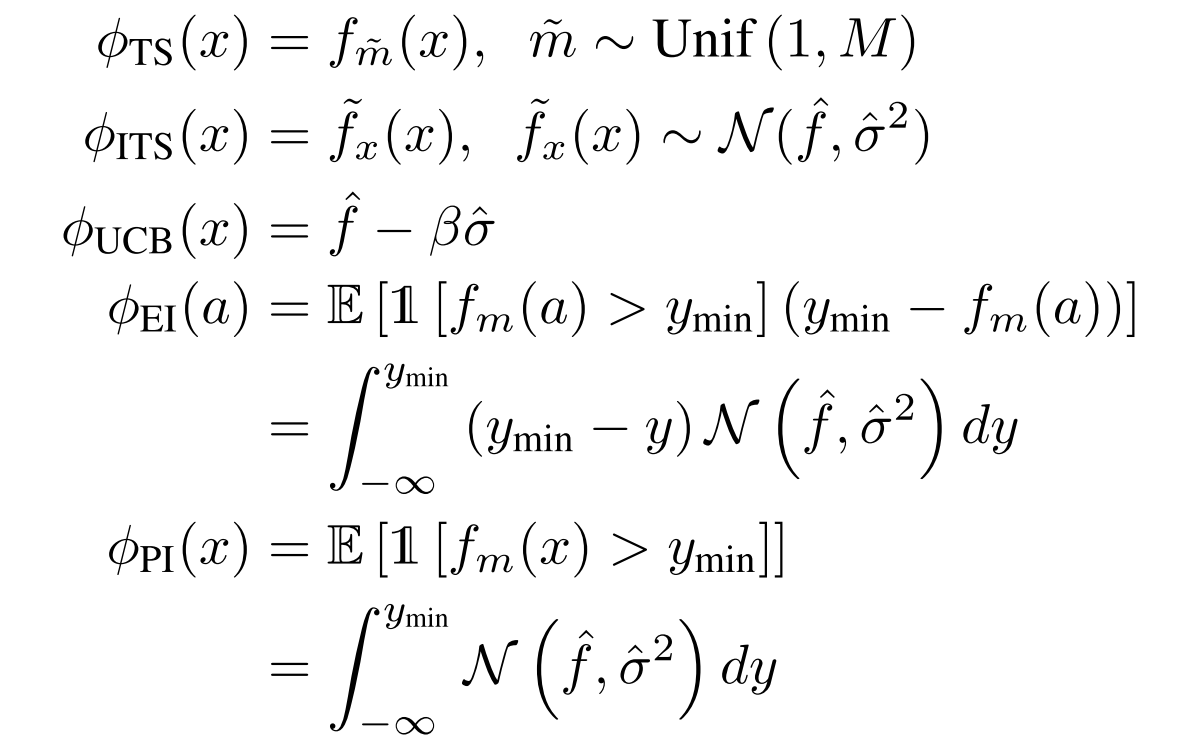 ϕ_TS(x) = f_m̃(x),  m̃ ∼ Unif (1, M)
ϕ_ITS(x) = f̃_x(x),  f̃_x(x) ∼ 𝒩(f̂, σ̂²)
ϕ_UCB(x) = f̂ − βσ̂
ϕ_EI(a) = 𝔼 [𝟙 [f_m(a) > y_min] (y_min − f_m(a))]
= ∫_{−∞}^{y_min} (y_min − y) 𝒩 (f̂, σ̂²) dy
ϕ_PI(x) = 𝔼 [𝟙 [f_m(x) > y_min]]
= ∫_{−∞}^{y_min} 𝒩 (f̂, σ̂²) dy